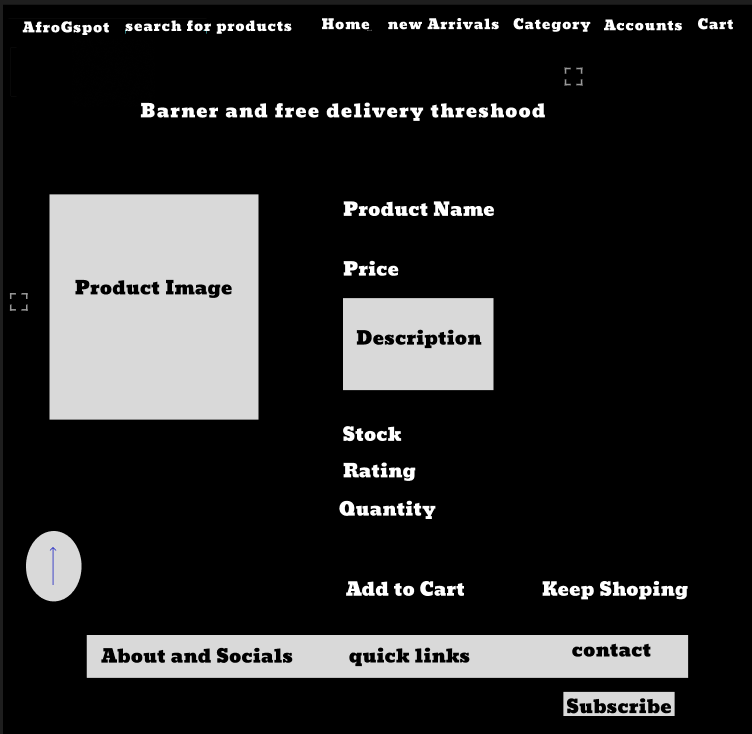 AfroGspot search for products Home new Arrivals Category Accounts Cart
Barner and free delivery threshood
Product Image
Product Name
Price
Description
Stock
Rating
Quantity
Add to Cart Keep Shoping
About and Socials quick links contact
Subscribe